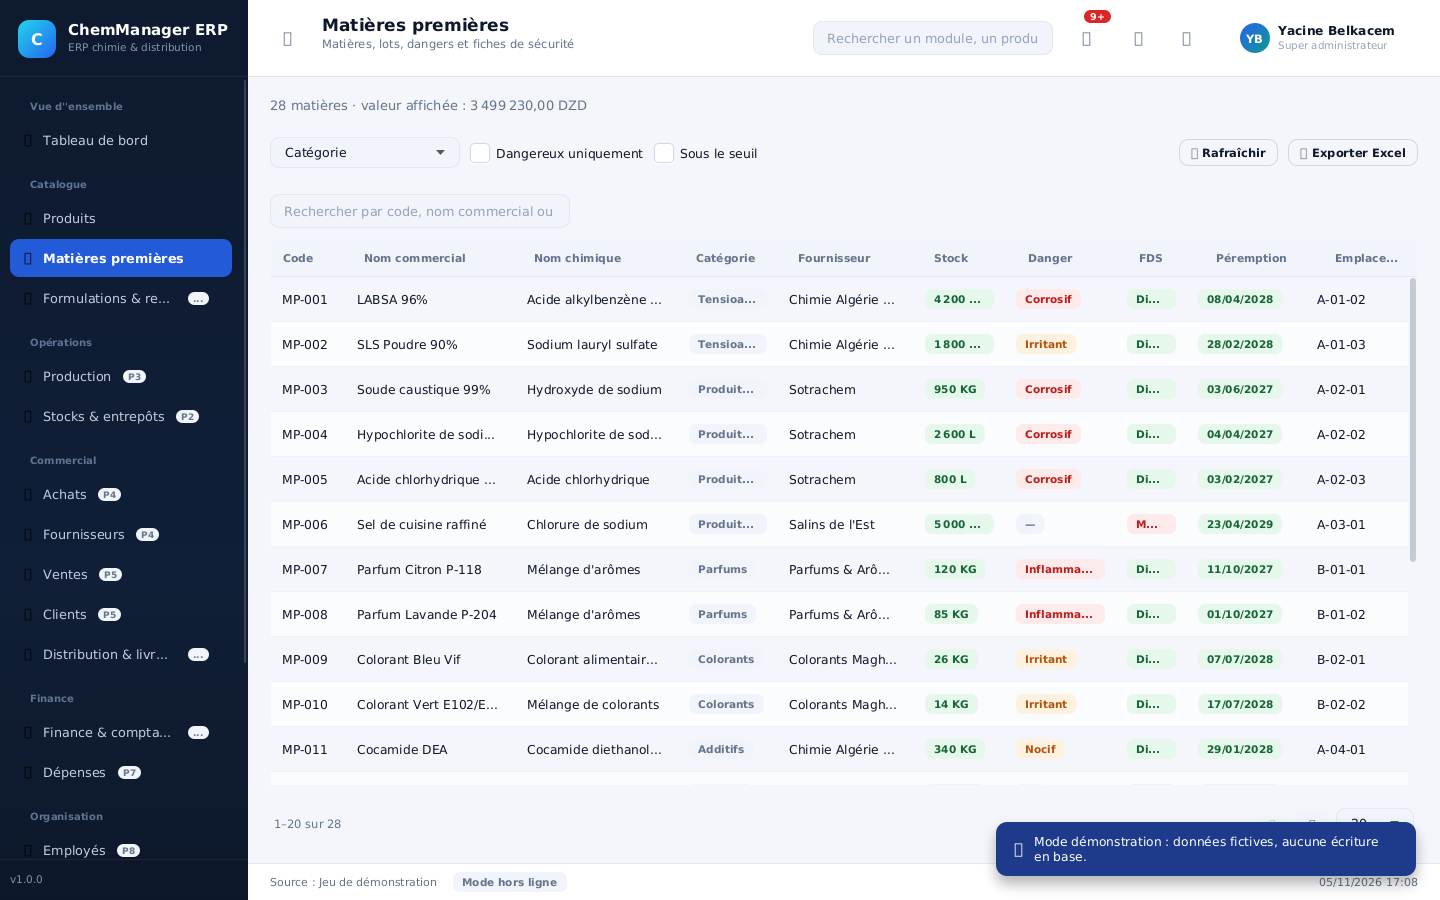 C
ChemManager ERP
ERP chimie & distribution
Vue d''ensemble
Tableau de bord
Catalogue
Produits
Matières premières
Formulations & re... ...
Opérations
Production P3
Stocks & entrepôts P2
Commercial
Achats P4
Fournisseurs P4
Ventes P5
Clients P5
Distribution & livr... ...
Finance
Finance & compta... ...
Dépenses P7
Organisation
Employés P8
v1.0.0
Matières premières
Matières, lots, dangers et fiches de sécurité
Rechercher un module, un produ
9+
YB
Yacine Belkacem
Super administrateur
28 matières · valeur affichée : 3 499 230,00 DZD
Catégorie
Dangereux uniquement
Sous le seuil
Rafraîchir
Exporter Excel
Rechercher par code, nom commercial ou
Code Nom commercial Nom chimique Catégorie Fournisseur Stock Danger FDS Péremption Emplace...
MP-001 LABSA 96% Acide alkylbenzène ... Tensioa... Chimie Algérie ... 4 200 ... Corrosif Di... 08/04/2028 A-01-02
MP-002 SLS Poudre 90% Sodium lauryl sulfate Tensioa... Chimie Algérie ... 1 800 ... Irritant Di... 28/02/2028 A-01-03
MP-003 Soude caustique 99% Hydroxyde de sodium Produit... Sotrachem 950 KG Corrosif Di... 03/06/2027 A-02-01
MP-004 Hypochlorite de sodi... Hypochlorite de sod... Produit... Sotrachem 2 600 L Corrosif Di... 04/04/2027 A-02-02
MP-005 Acide chlorhydrique ... Acide chlorhydrique Produit... Sotrachem 800 L Corrosif Di... 03/02/2027 A-02-03
MP-006 Sel de cuisine raffiné Chlorure de sodium Produit... Salins de l'Est 5 000 ... — M... 23/04/2029 A-03-01
MP-007 Parfum Citron P-118 Mélange d'arômes Parfums Parfums & Arô... 120 KG Inflamma... Di... 11/10/2027 B-01-01
MP-008 Parfum Lavande P-204 Mélange d'arômes Parfums Parfums & Arô... 85 KG Inflamma... Di... 01/10/2027 B-01-02
MP-009 Colorant Bleu Vif Colorant alimentair... Colorants Colorants Magh... 26 KG Irritant Di... 07/07/2028 B-02-01
MP-010 Colorant Vert E102/E... Mélange de colorants Colorants Colorants Magh... 14 KG Irritant Di... 17/07/2028 B-02-02
MP-011 Cocamide DEA Cocamide diethanol... Additifs Chimie Algérie ... 340 KG Nocif Di... 29/01/2028 A-04-01
1–20 sur 28
Mode démonstration : données fictives, aucune écriture
en base.
Source : Jeu de démonstration
Mode hors ligne
05/11/2026 17:08